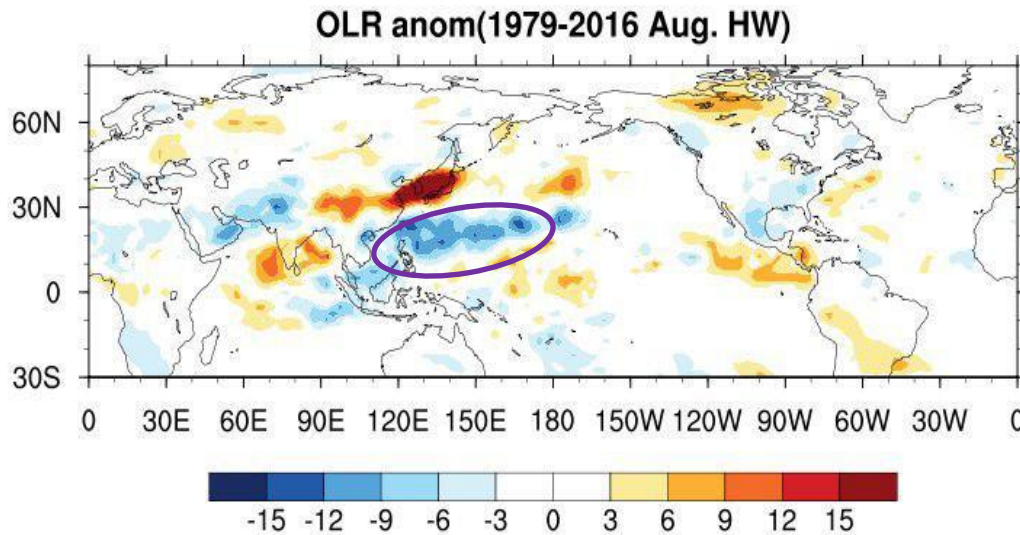 OLR anom(1979-2016 Aug. HW)
60N
30N
0
30S
0 30E 60E 90E 120E 150E 180 150W 120W 90W 60W 30W 0
-15 -12 -9 -6 -3 0 3 6 9 12 15